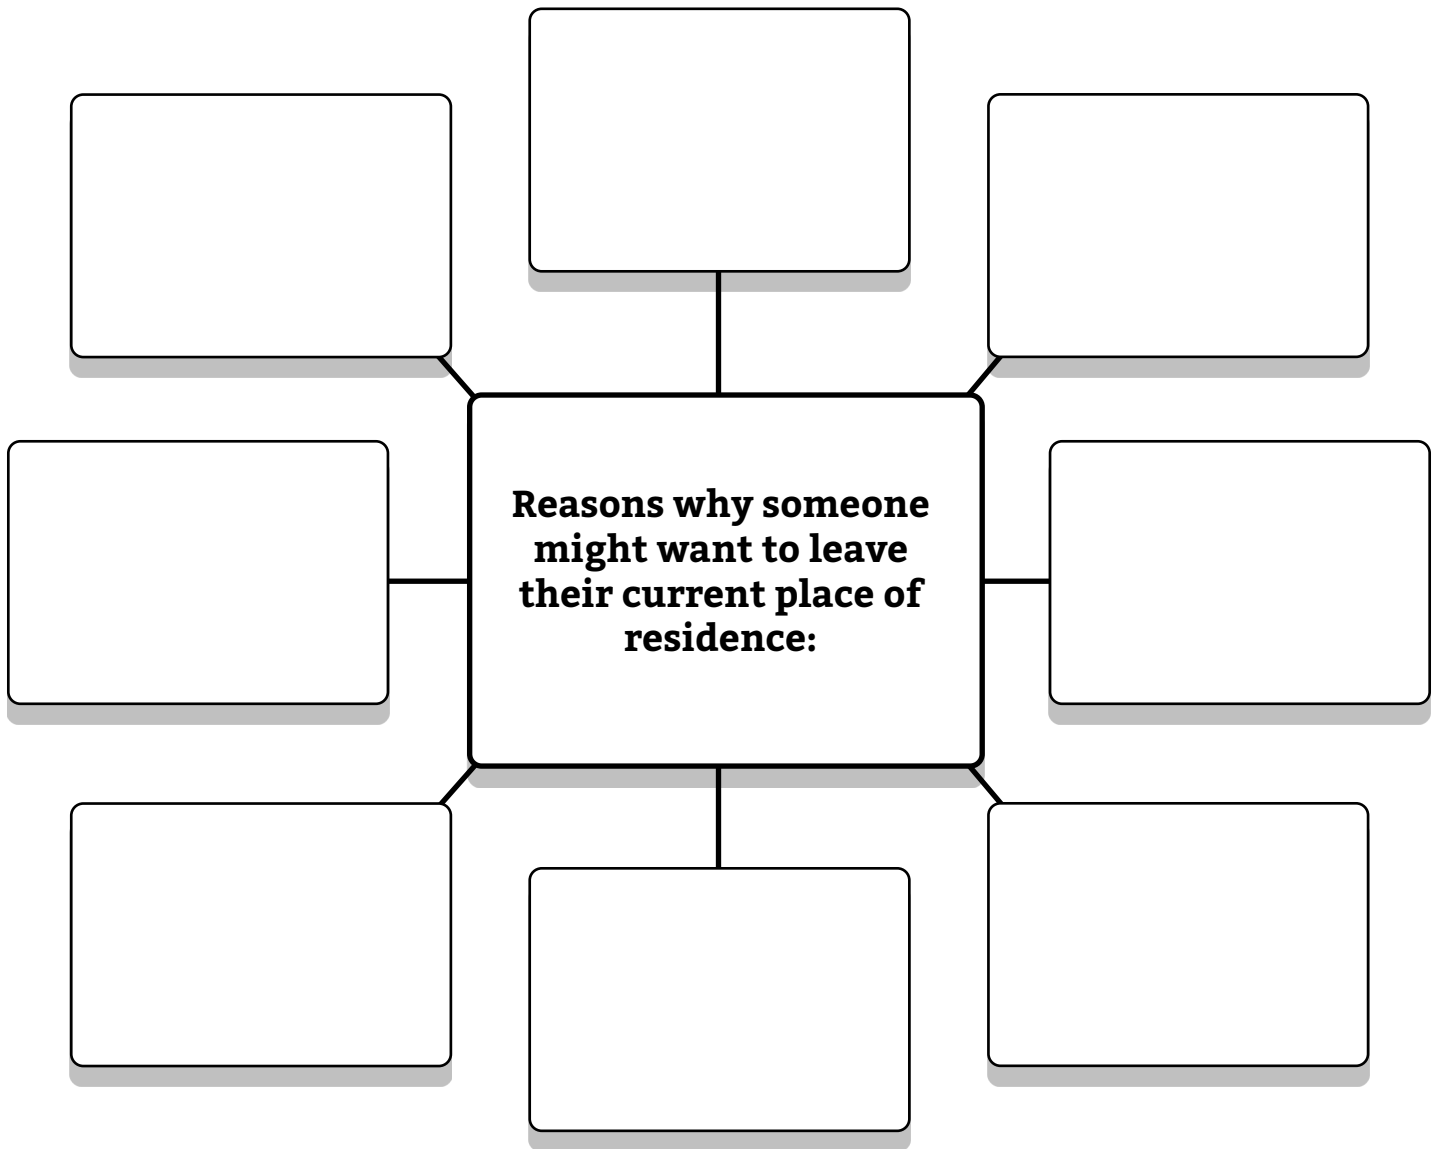 Reasons why someone
might want to leave
their current place of
residence: